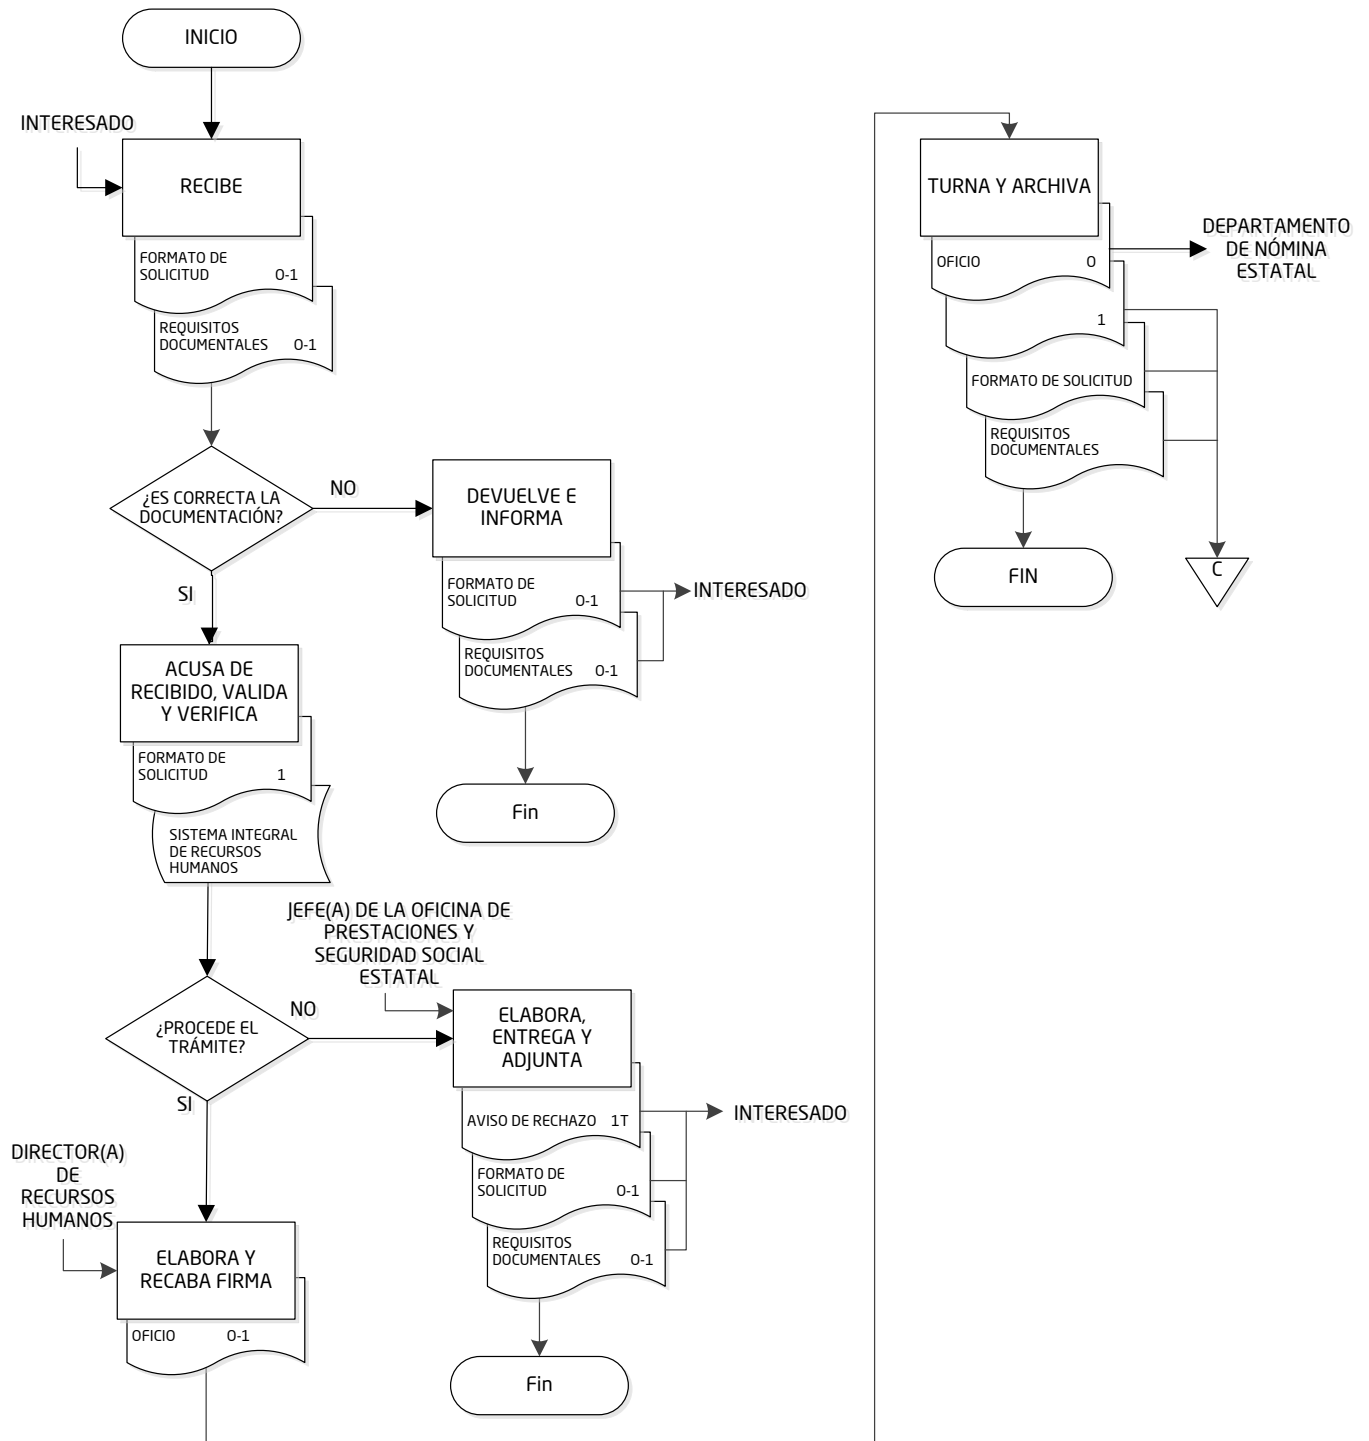 INICIO
INTERESADO
RECIBE
FORMATO DE
SOLICITUD 0-1
REQUISITOS
DOCUMENTALES 0-1
¿ES CORRECTA LA
DOCUMENTACIÓN?
NO
DEVUELVE E
INFORMA
FORMATO DE
SOLICITUD 0-1
INTERESADO
REQUISITOS
DOCUMENTALES 0-1
Fin
SI
ACUSA DE
RECIBIDO, VALIDA
Y VERIFICA
FORMATO DE
SOLICITUD 1
SISTEMA INTEGRAL
DE RECURSOS
HUMANOS
¿PROCEDE EL
TRÁMITE?
NO
JEFE(A) DE LA OFICINA DE
PRESTACIONES Y
SEGURIDAD SOCIAL
ESTATAL
ELABORA,
ENTREGA Y
ADJUNTA
AVISO DE RECHAZO 1T
INTERESADO
FORMATO DE
SOLICITUD 0-1
REQUISITOS
DOCUMENTALES 0-1
Fin
SI
DIRECTOR(A)
DE
RECURSOS
HUMANOS
ELABORA Y
RECABA FIRMA
OFICIO 0-1
TURNA Y ARCHIVA
OFICIO 0
DEPARTAMENTO
DE NÓMINA
ESTATAL
1
FORMATO DE SOLICITUD
REQUISITOS
DOCUMENTALES
FIN
C